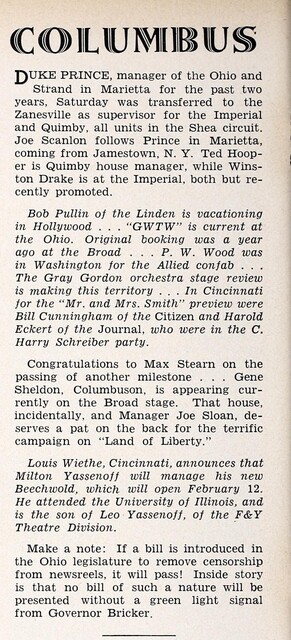 COLUMBUS
DUKE PRINCE, manager of the Ohio and
Strand in Marietta for the past two
years, Saturday was transferred to the
Zanesville as supervisor for the Imperial
and Quimby, all units in the Shea circuit.
Joe Scanlon follows Prince in Marietta,
coming from Jamestown, N. Y. Ted Hoop-
er is Quimby house manager, while Wins-
ton Drake is at the Imperial, both but re-
cently promoted.
Bob Pullin of the Linden is vacationing
in Hollywood . . . "GWTW" is current at
the Ohio. Original booking was a year
ago at the Broad . . . P. W. Wood was
in Washington for the Allied confab . . .
The Gray Gordon orchestra stage review
is making this territory . . . In Cincinnati
for the "Mr. and Mrs. Smith" preview were
Bill Cunningham of the Citizen and Harold
Eckert of the Journal, who were in the C.
Harry Schreiber party.
Congratulations to Max Stearn on the
passing of another milestone . . . Gene
Sheldon, Columbuson, is appearing cur-
rently on the Broad stage. That house,
incidentally, and Manager Joe Sloan, de-
serves a pat on the back for the terrific
campaign on "Land of Liberty."
Louis Wiethe, Cincinnati, announces that
Milton Yassenoff will manage his new
Beechwold, which will open February 12.
He attended the University of Illinois, and
is the son of Leo Yassenoff, of the F&Y
Theatre Division.
Make a note: If a bill is introduced in
the Ohio legislature to remove censorship
from newsreels, it will pass! Inside story
is that no bill of such a nature will be
presented without a green light signal
from Governor Bricker.